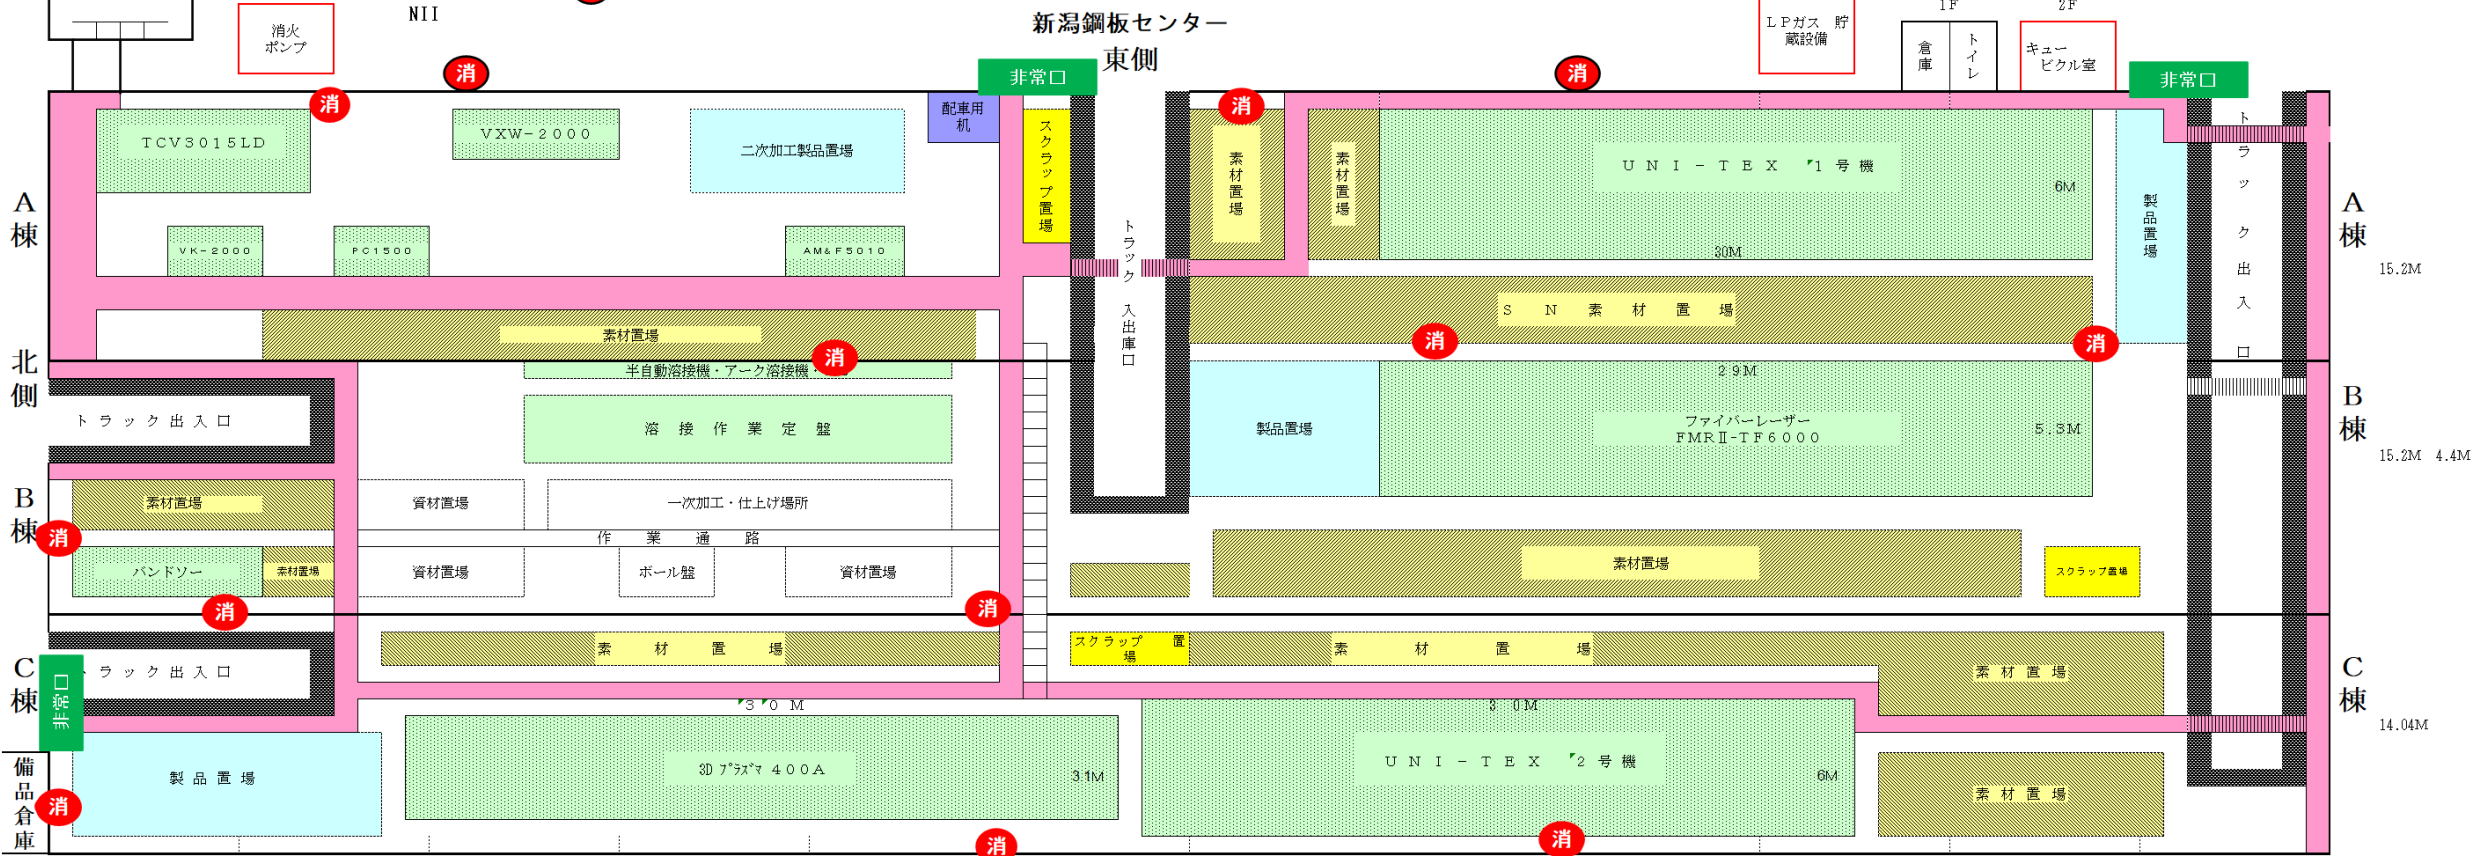 NII
新潟鋼板センター
東側
消火
ポンプ
LPガス 貯
蔵設備
1F
2F
倉庫
トイレ
キュー
ビクル室
非常口
非常口
消
消
消
消
配車用
机
TCV3015LD
VXW-2000
二次加工製品置場
スクラップ置場
素材置場
素材置場
UNI-TEX 1号機
6M
30M
製品置場
トラック出入口
トラック 入出庫口
A棟
A棟
15.2M
VK-2000
PC1500
AM&F5010
SN素材置場
素材置場
消
消
消
北側
半自動溶接機・アーク溶接機・
29M
トラック出入口
溶接作業定盤
製品置場
ファイバーレーザー
FMRⅡ-TF6000
5.3M
B棟
15.2M 4.4M
B棟
素材置場
資材置場
一次加工・仕上げ場所
消
作業通路
バンドソー
素材置場
資材置場
ボール盤
資材置場
素材置場
スクラップ置場
消
消
C棟
トラック出入口
非常口
素材置場
スクラップ 置
場
素材置場
素材置場
C棟
14.04M
30M
30M
備品倉庫
製品置場
3Dプラズマ 400A
31M
UNI-TEX 2号機
6M
素材置場
消
消
消